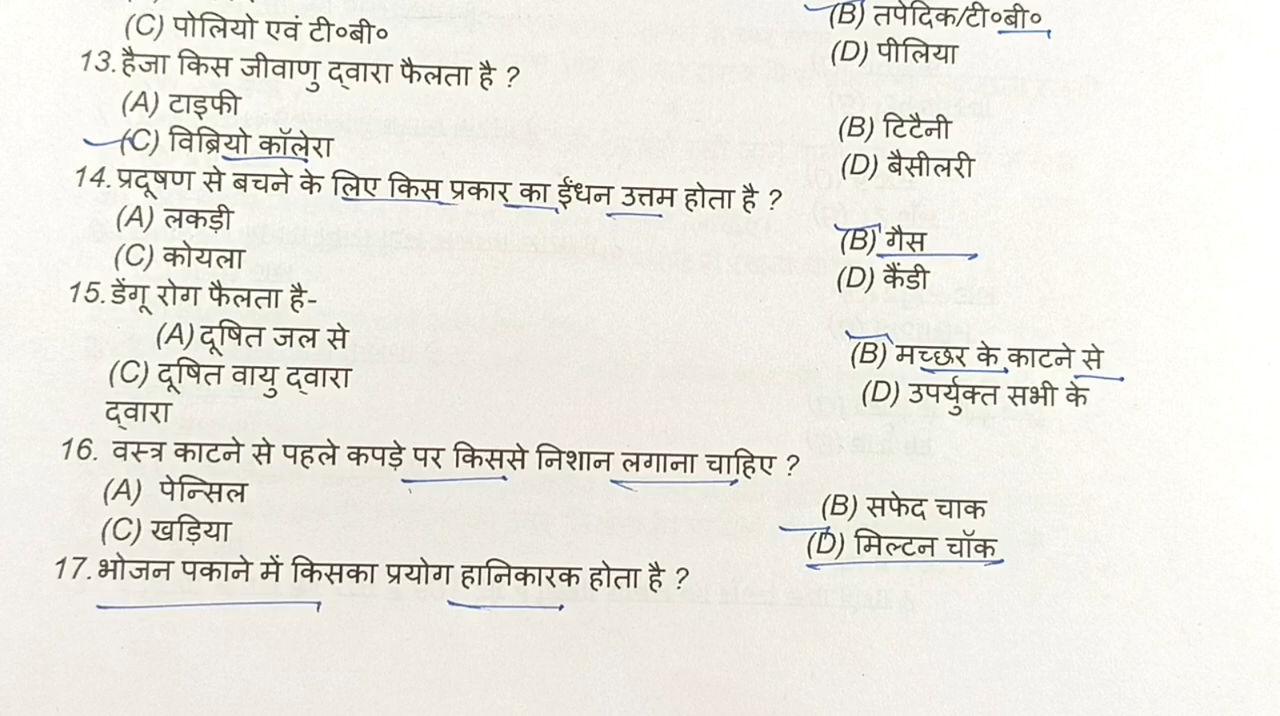 (C) पोलियो एवं टी०बी०
(B) तपेदिक/टी०बी०
(D) पीलिया
13. हैजा किस जीवाणु द्वारा फैलता है ?
(A) टाइफी
(B) टिटैनी
(C) विब्रियो कॉलेरा
(D) बैसीलरी
14. प्रदूषण से बचने के लिए किस प्रकार का ईंधन उत्तम होता है ?
(A) लकड़ी
(B) गैस
(C) कोयला
(D) कैंडी
15. डेंगू रोग फैलता है-
(A) दूषित जल से
(B) मच्छर के काटने से
(C) दूषित वायु द्वारा
(D) उपर्युक्त सभी के
द्वारा
16. वस्त्र काटने से पहले कपड़े पर किससे निशान लगाना चाहिए ?
(A) पेन्सिल
(B) सफेद चाक
(C) खड़िया
(D) मिल्टन चॉक
17. भोजन पकाने में किसका प्रयोग हानिकारक होता है ?